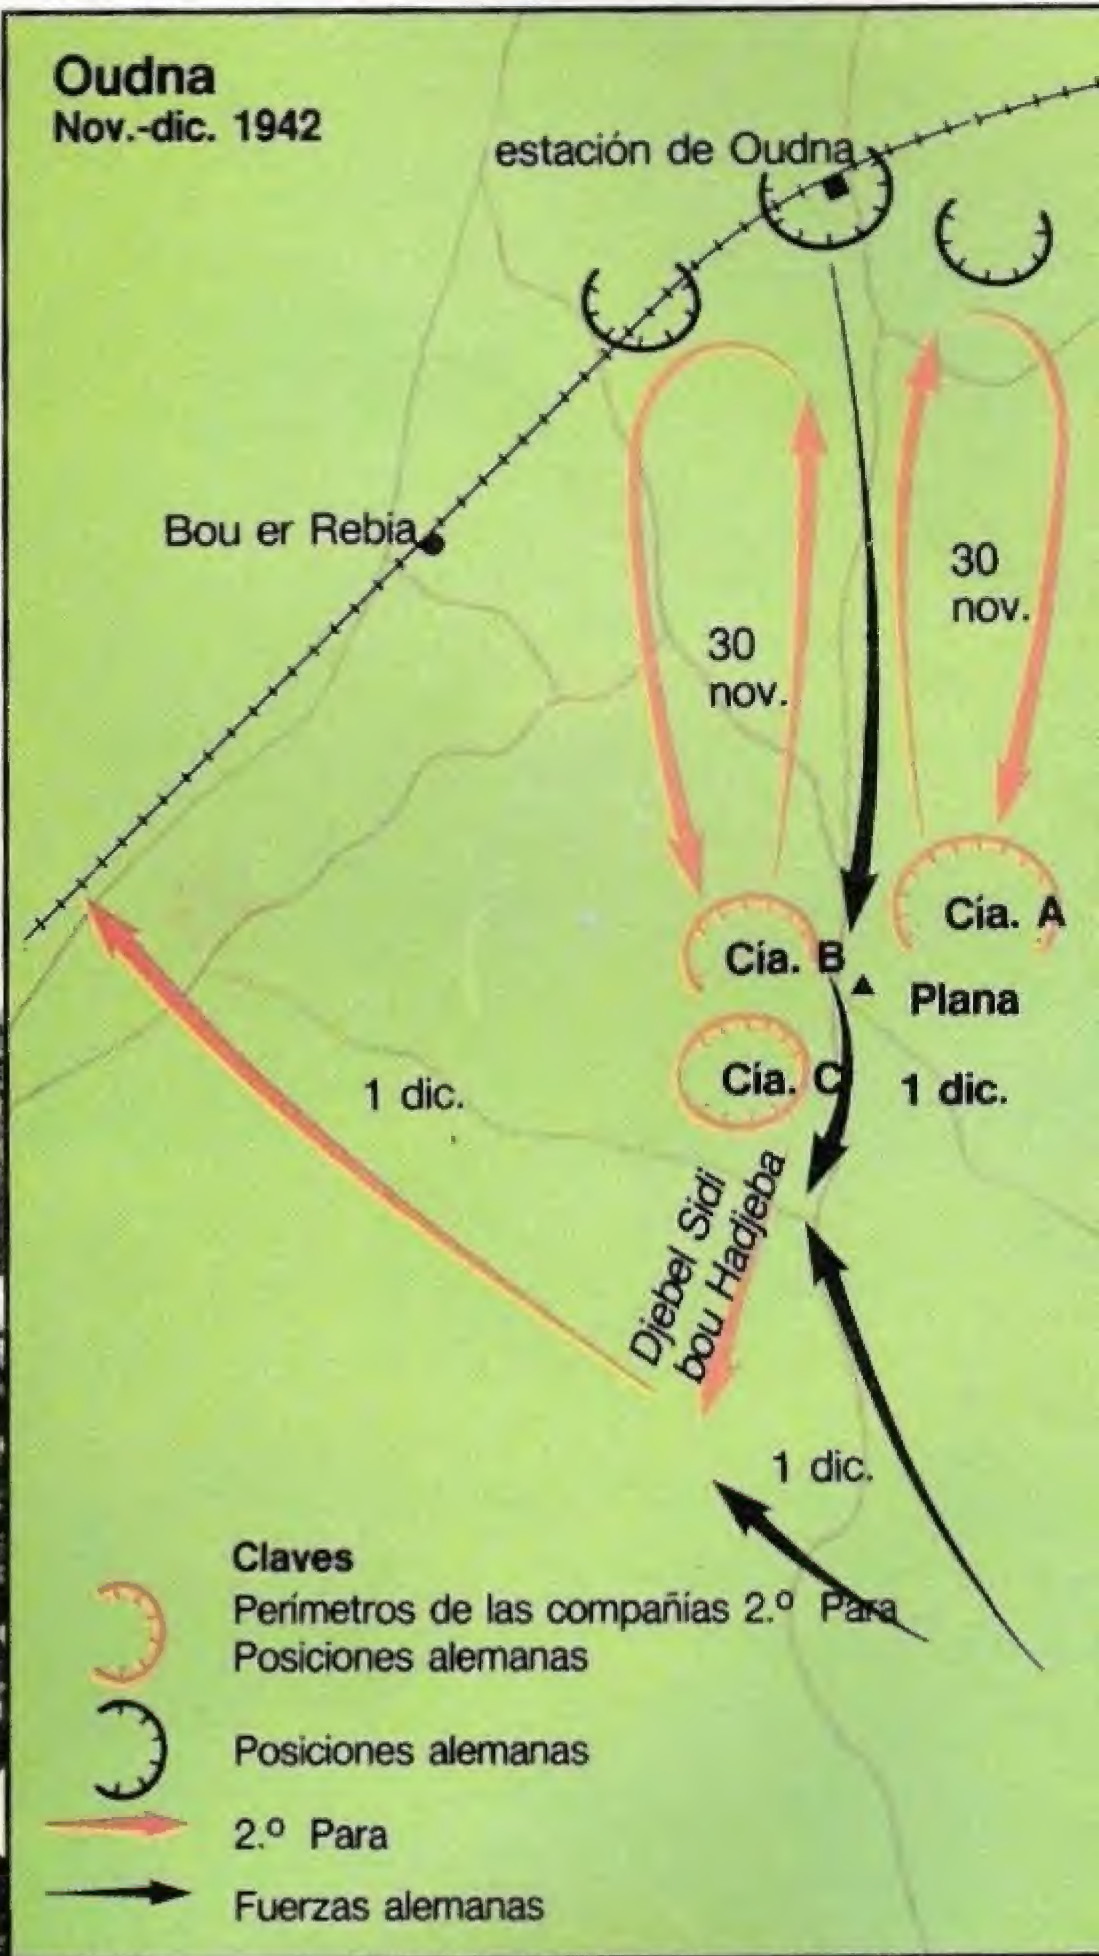 Oudna
Nov.-dic. 1942
estación de Oudna
Bou er Rebia
30
nov.
30
nov.
Cía. A
Cía. B
Plana
Cía. C
1 dic.
1 dic.
Djebel Sidi
bou Hadjeba
1 dic.
Claves
Perímetros de las compañias 2.º Para
Posiciones alemanas
Posiciones alemanas
2.º Para
Fuerzas alemanas